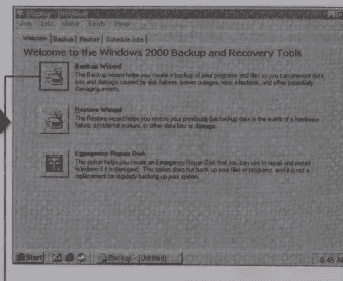 Backup - [Untitled]
Job Edit View Tools Help
Welcome Backup Restore Schedule Jobs
Welcome to the Windows 2000 Backup and Recovery Tools
Backup Wizard
The Backup wizard helps you create a backup of your programs and files so you can prevent data
loss and damage caused by disk failures, power outages, virus infections, and other potentially
damaging events.
Restore Wizard
The Restore wizard helps you restore your previously backed-up data in the event of a hardware
failure, accidental erasure, or other data loss or damage.
Emergency Repair Disk
This option helps you create an Emergency Repair Disk that you can use to repair and restart
Windows if it is damaged. This option does not back up your files or programs, and it is not a
replacement for regularly backing up your system.
Start Backup - [Untitled] :45 AM